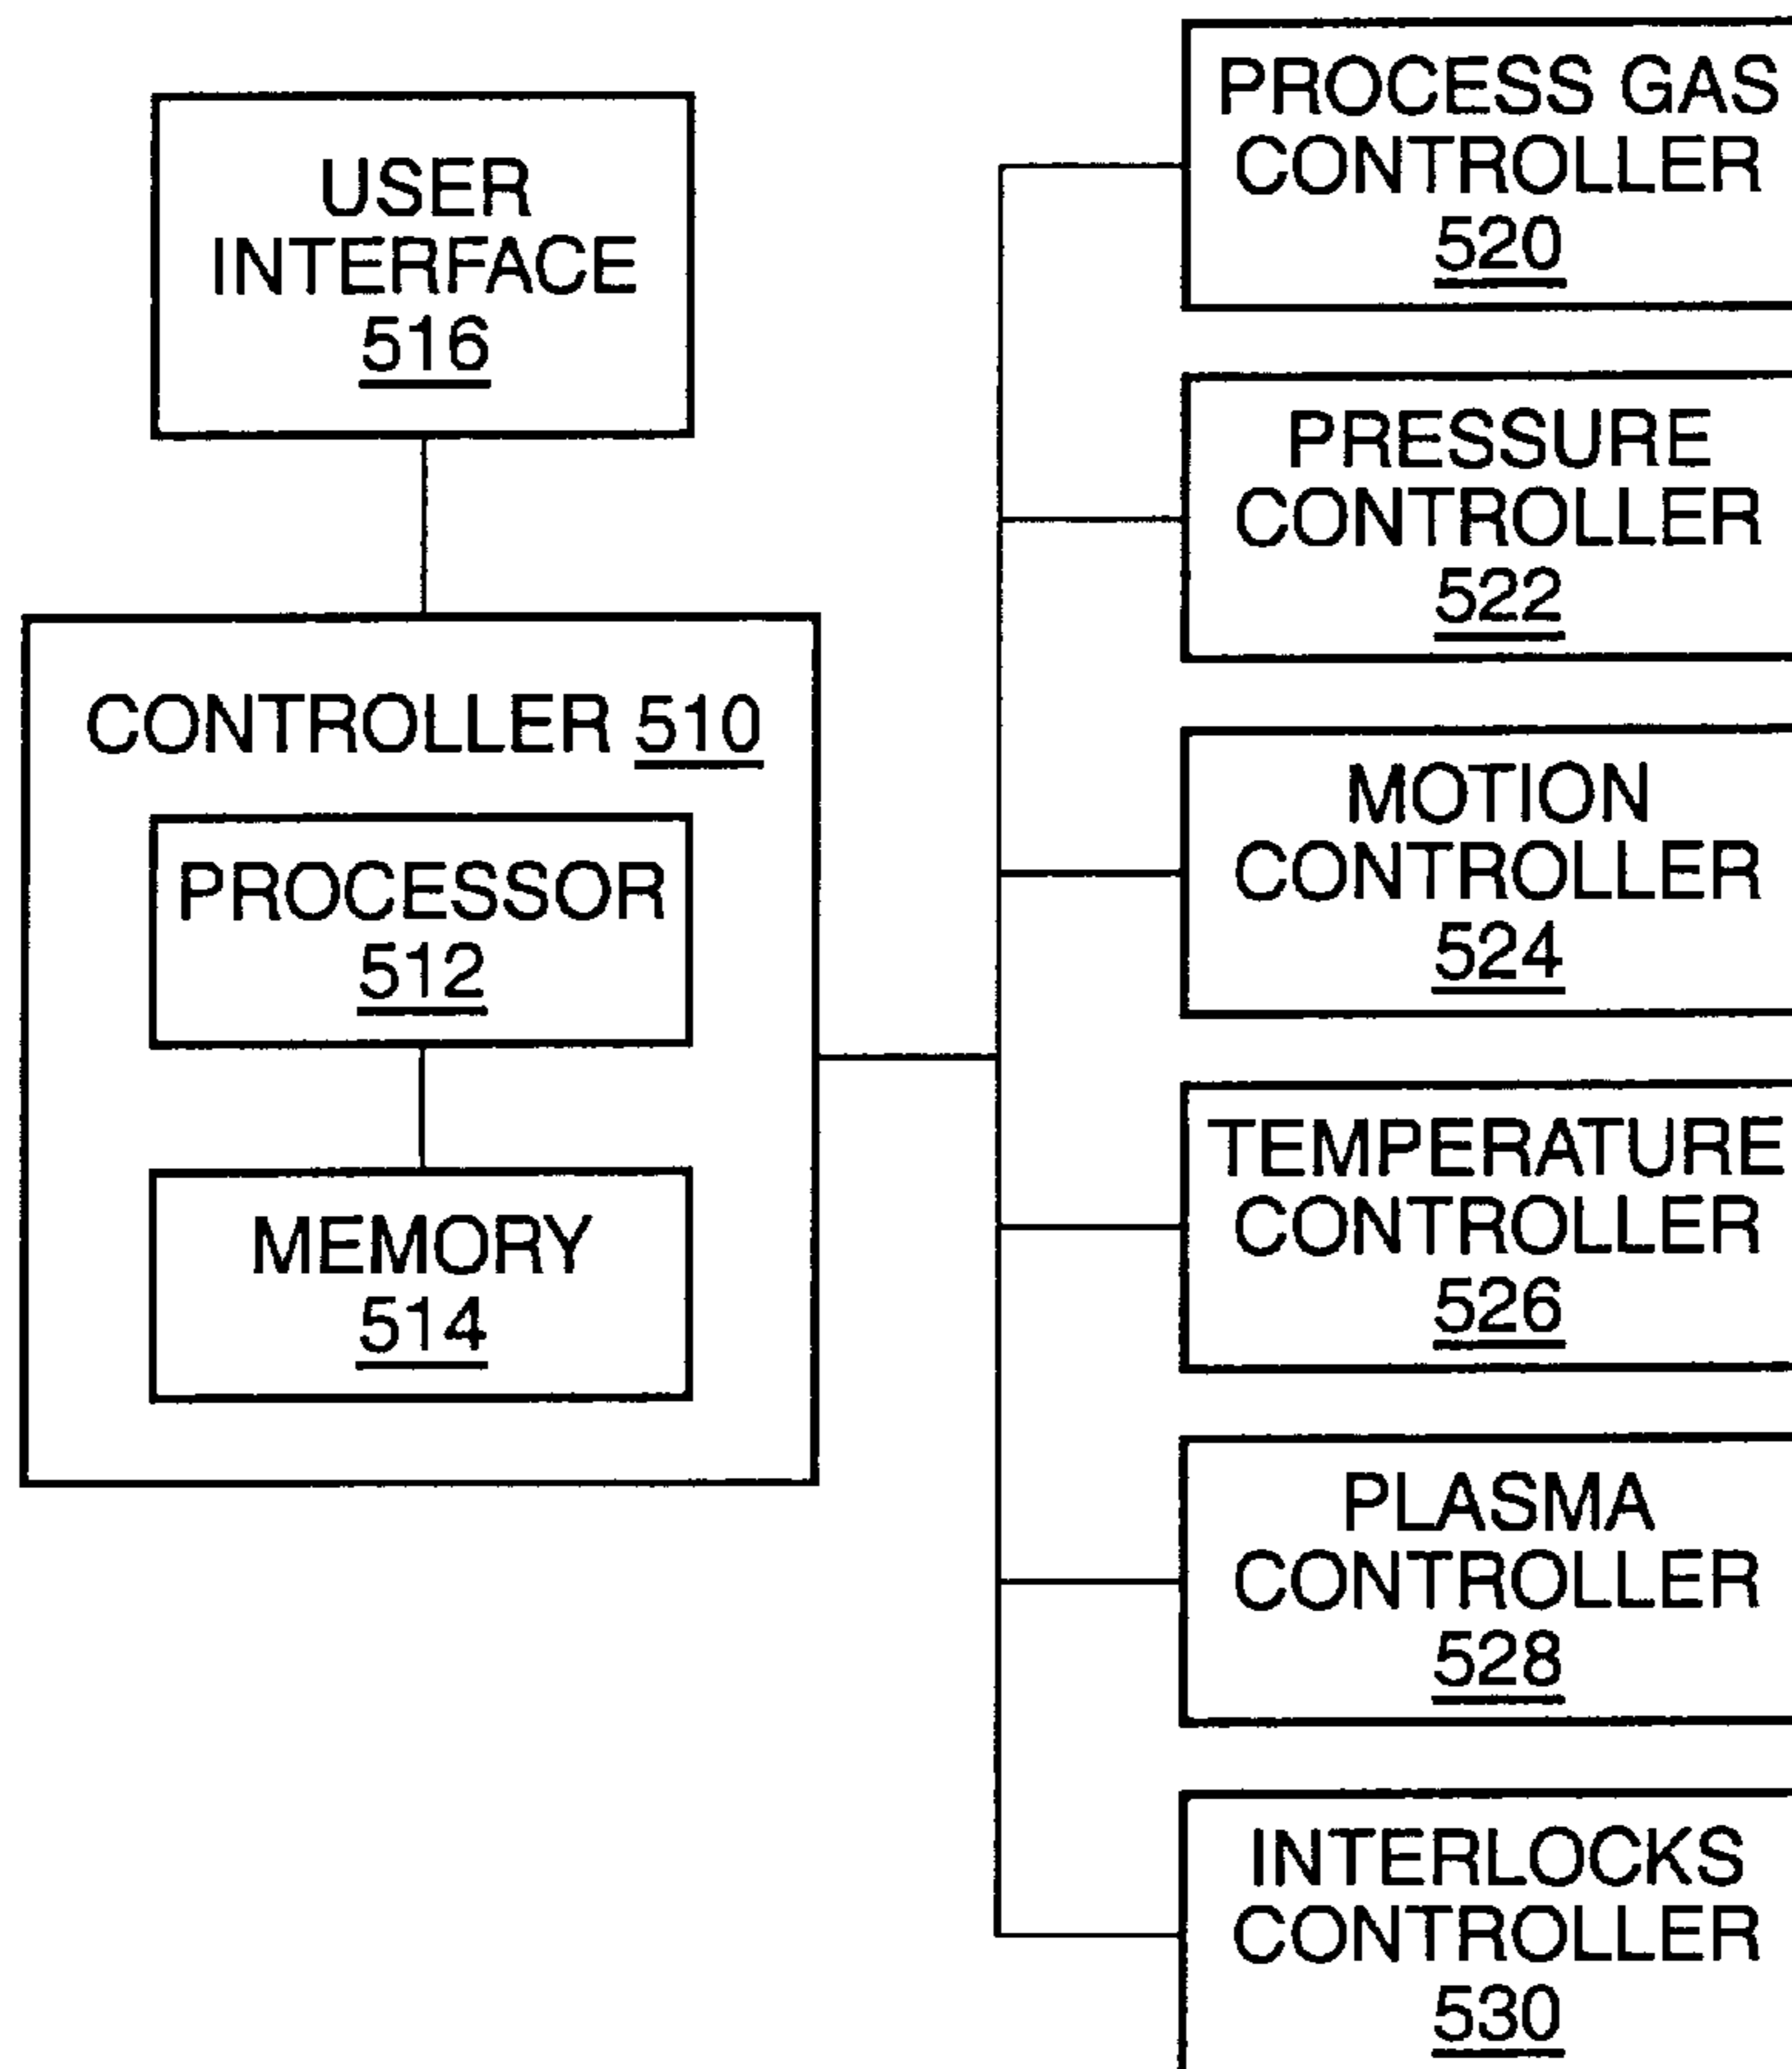 USER
INTERFACE
516
CONTROLLER 510
PROCESSOR
512
MEMORY
514
PROCESS GAS
CONTROLLER
520
PRESSURE
CONTROLLER
522
MOTION
CONTROLLER
524
TEMPERATURE
CONTROLLER
526
PLASMA
CONTROLLER
528
INTERLOCKS
CONTROLLER
530